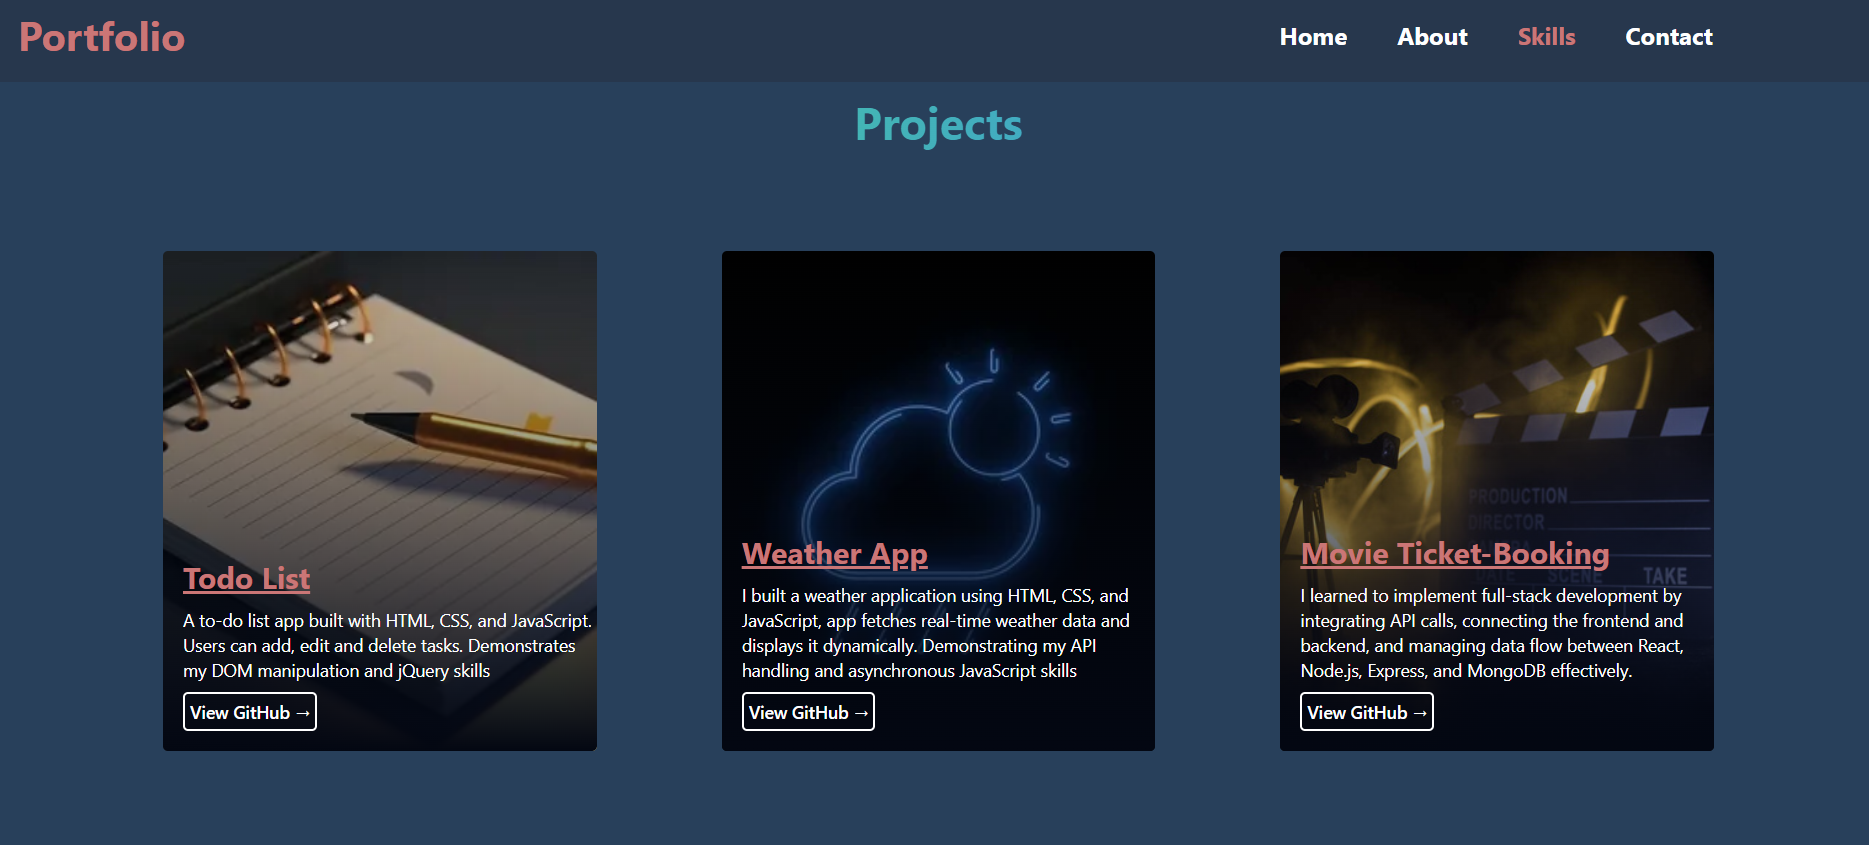 Portfolio
Home About Skills Contact
Projects
PRODUCTION
DIRECTOR
DATE SCENE TAKE
Todo List
A to-do list app built with HTML, CSS, and JavaScript.
Users can add, edit and delete tasks. Demonstrates
my DOM manipulation and jQuery skills
View GitHub →
Weather App
I built a weather application using HTML, CSS, and
JavaScript, app fetches real-time weather data and
displays it dynamically. Demonstrating my API
handling and asynchronous JavaScript skills
View GitHub →
Movie Ticket-Booking
I learned to implement full-stack development by
integrating API calls, connecting the frontend and
backend, and managing data flow between React,
Node.js, Express, and MongoDB effectively.
View GitHub →